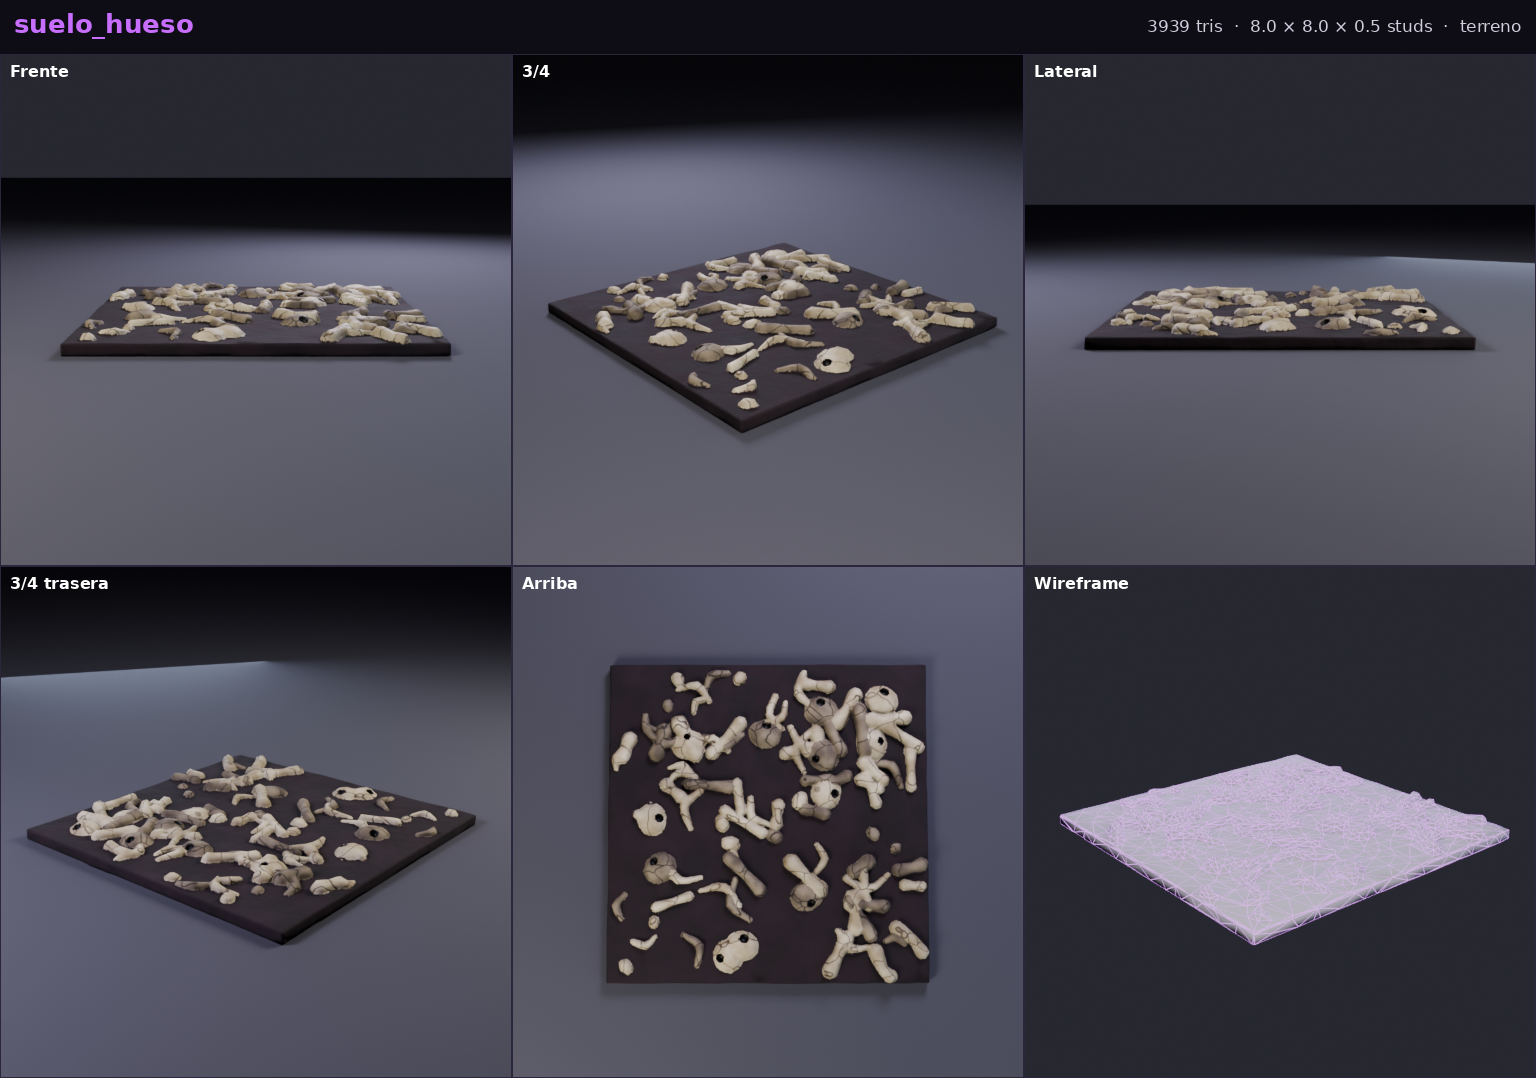 suelo_hueso
3939 tris · 8.0 × 8.0 × 0.5 studs · terreno
Frente
3/4
Lateral
3/4 trasera
Arriba
Wireframe